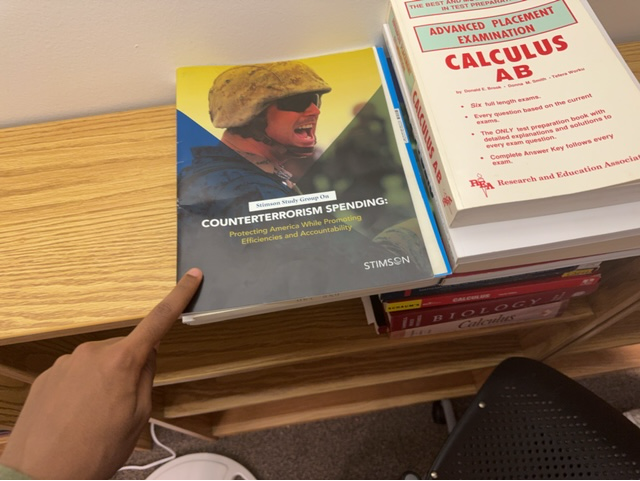 Stimson Study Group On
COUNTERTERRORISM SPENDING:
Protecting America While Promoting
Efficiencies and Accountability
STIMSON
IN TEST PREPARATION
ADVANCED PLACEMENT
EXAMINATION
CALCULUS
AB
• Six full length exams.
• Every question based on the current
exams.
• The ONLY test preparation book with
detailed explanations and solutions to
every exam question.
• Complete Answer Key follows every
exam.
REA Research and Education Associat
CALCULUS AB
CALCULUS
BIOLOGY
Calculus